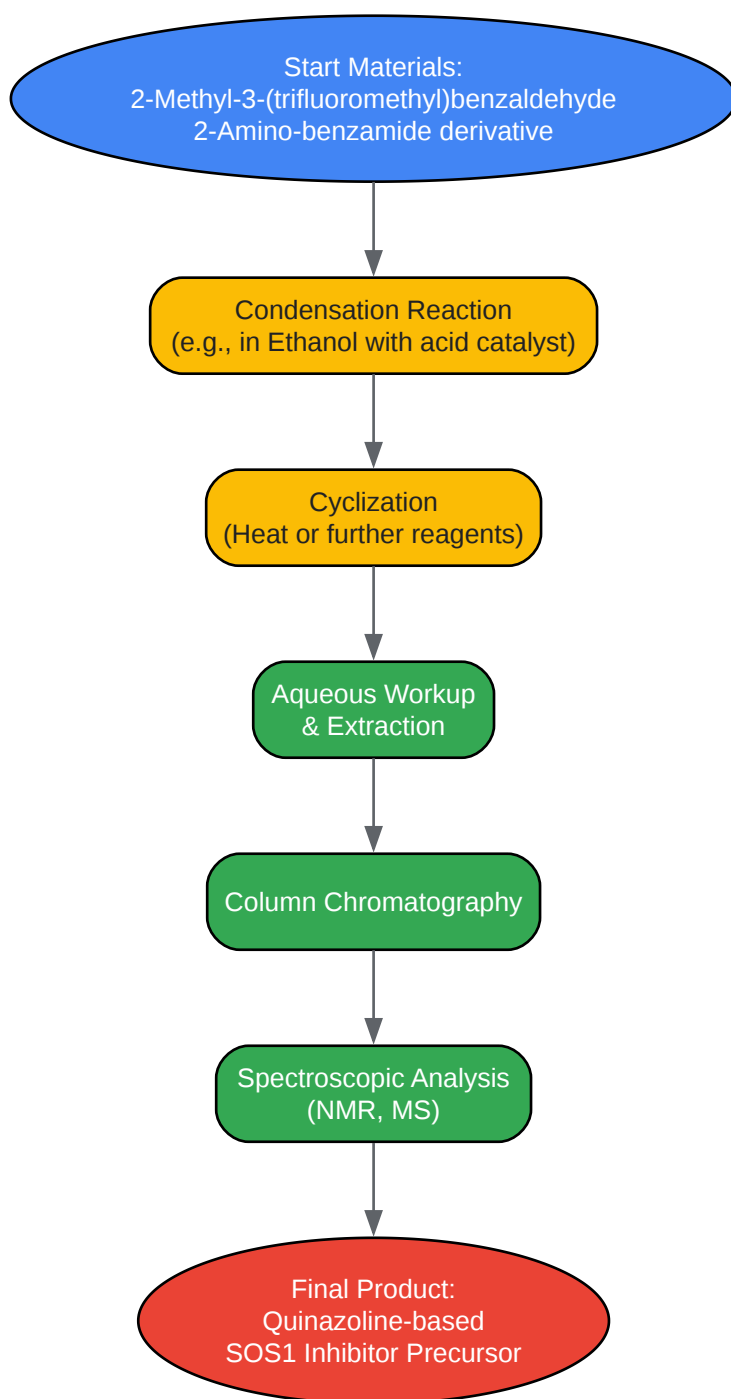 Start Materials:
2-Methyl-3-(trifluoromethyl)benzaldehyde
2-Amino-benzamide derivative
Condensation Reaction
(e.g., in Ethanol with acid catalyst)
Cyclization
(Heat or further reagents)
Aqueous Workup
& Extraction
Column Chromatography
Spectroscopic Analysis
(NMR, MS)
Final Product:
Quinazoline-based
SOS1 Inhibitor Precursor